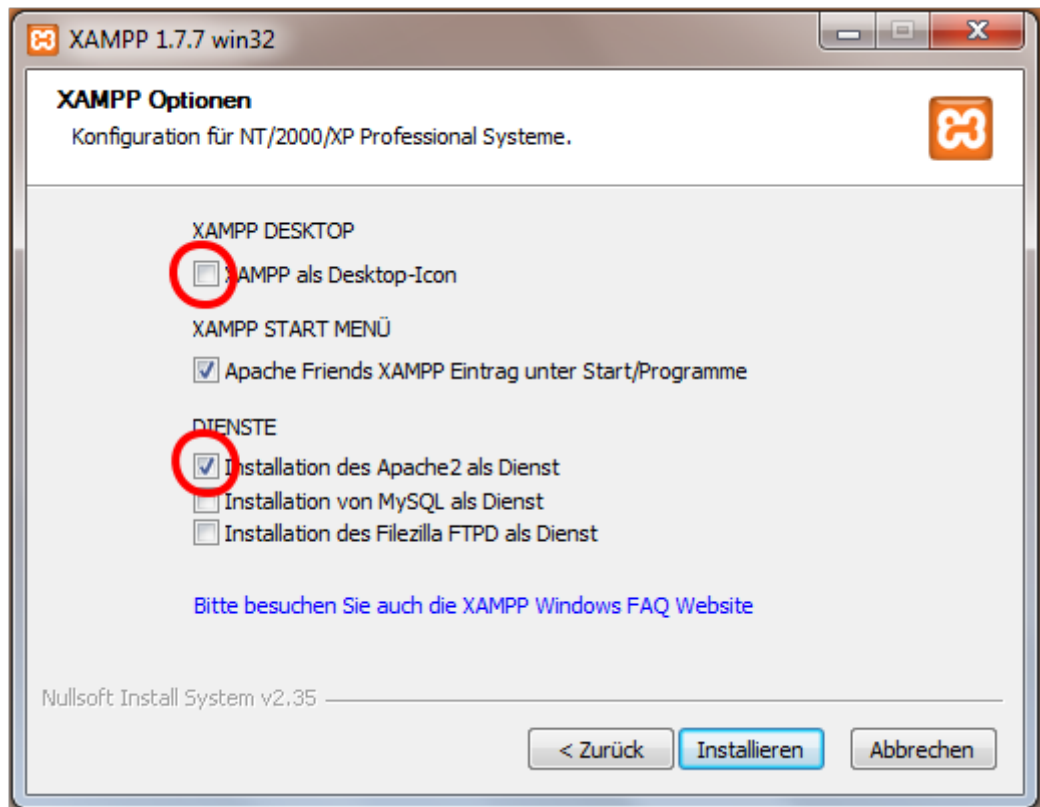 XAMPP 1.7.7 win32
XAMPP Optionen
Konfiguration für NT/2000/XP Professional Systeme.
XAMPP DESKTOP
XAMPP als Desktop-Icon
XAMPP START MENÜ
Apache Friends XAMPP Eintrag unter Start/Programme
DIENSTE
Installation des Apache2 als Dienst
Installation von MySQL als Dienst
Installation des Filezilla FTPD als Dienst
Bitte besuchen Sie auch die XAMPP Windows FAQ Website
Nullsoft Install System v2.35
< Zurück Installieren Abbrechen